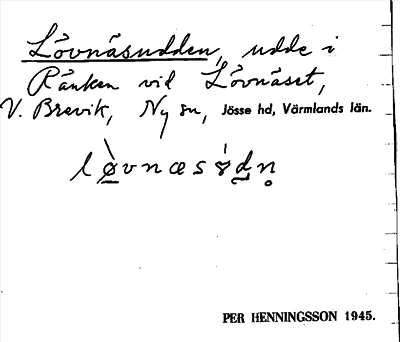 Lövnäsudden, udde i
Ränken vid Lövnäset,
V. Brevik, Ny sn, Jösse hd, Värmlands län.
PER HENNINGSSON 1945.